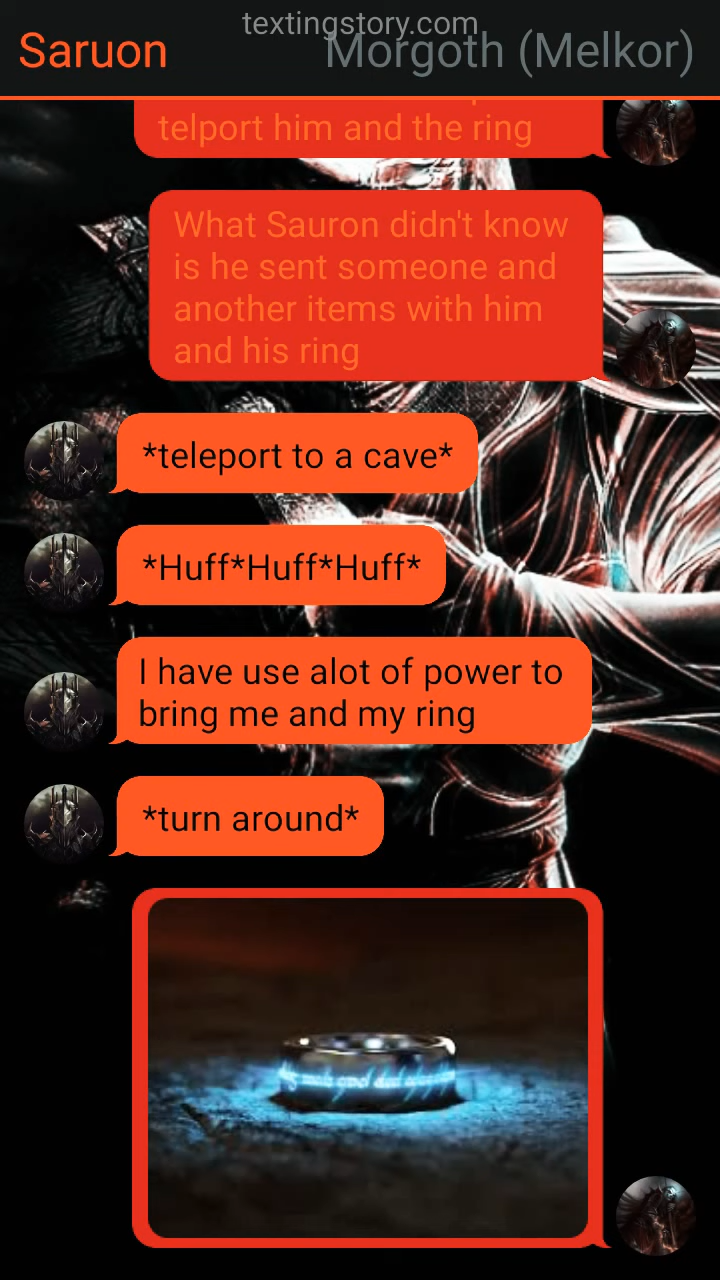 textingstory.com
Saruon
Morgoth (Melkor)
telport him and the ring
What Sauron didn't know
is he sent someone and
another items with him
and his ring
*teleport to a cave*
*Huff*Huff*Huff*
I have use alot of power to
bring me and my ring
*turn around*